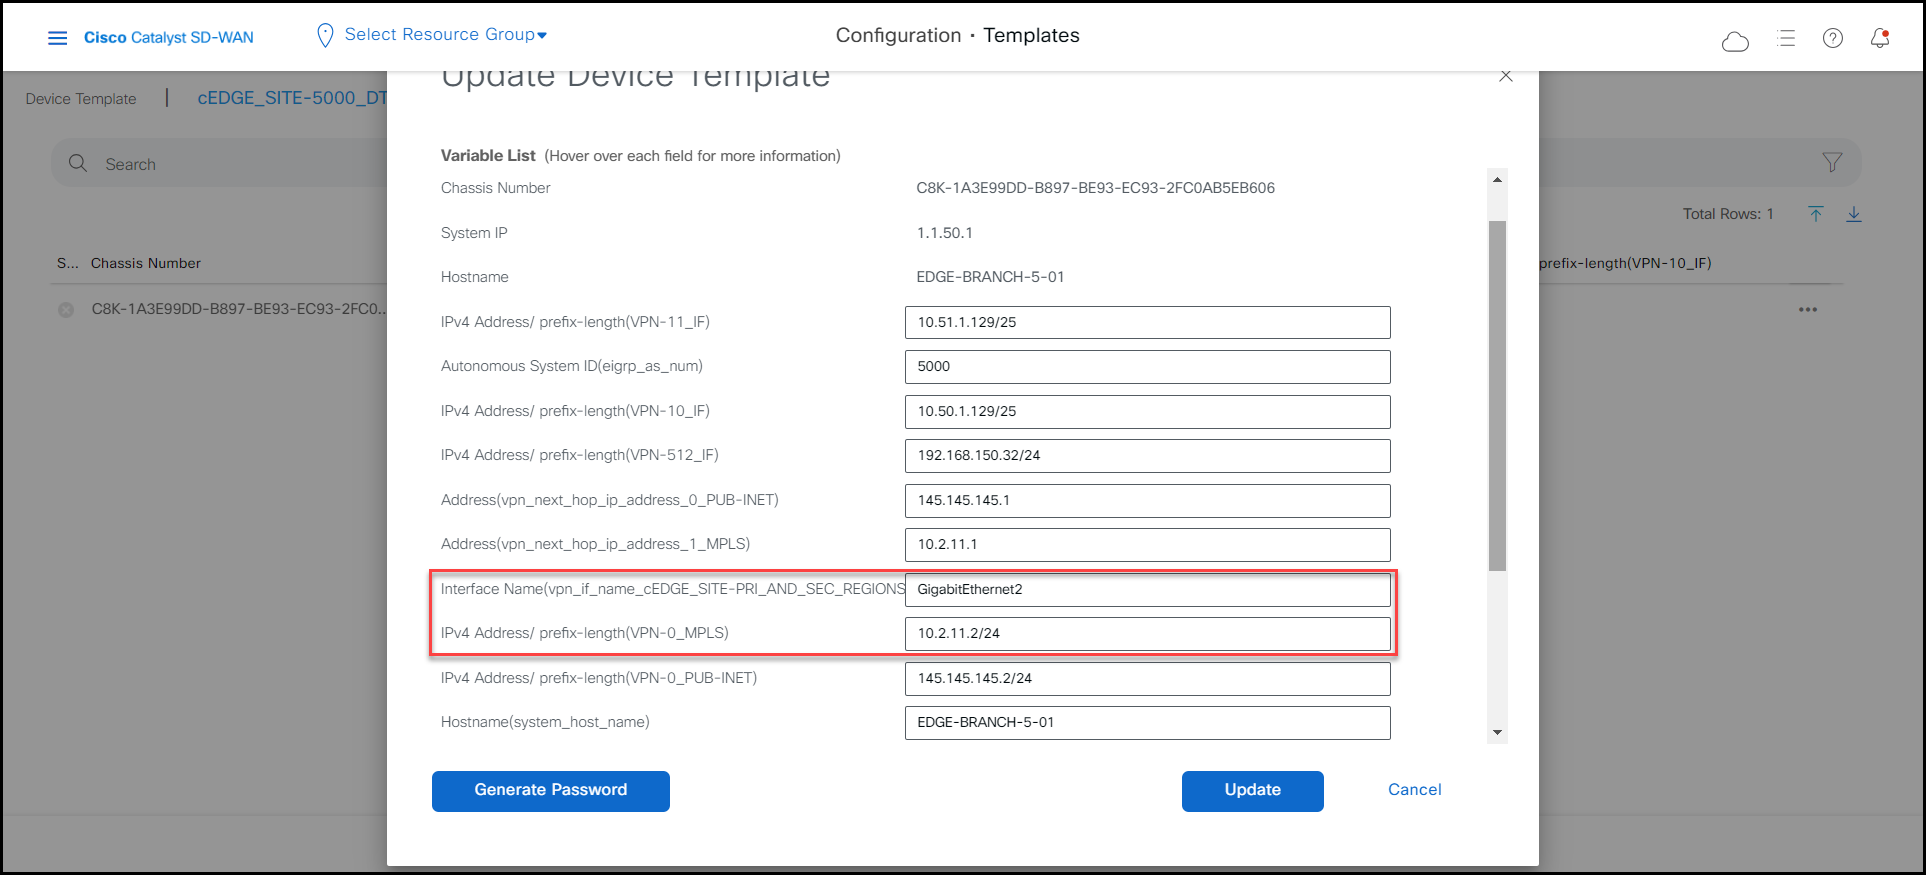 Cisco Catalyst SD-WAN
Select Resource Group
Configuration · Templates
Update Device Template
Device Template | cEDGE_SITE-5000_DT
Search
Total Rows: 1
S... Chassis Number
prefix-length(VPN-10_IF)
C8K-1A3E99DD-B897-BE93-EC93-2FC0...
Variable List (Hover over each field for more information)
Chassis Number C8K-1A3E99DD-B897-BE93-EC93-2FC0AB5EB606
System IP 1.1.50.1
Hostname EDGE-BRANCH-5-01
IPv4 Address/ prefix-length(VPN-11_IF) 10.51.1.129/25
Autonomous System ID(eigrp_as_num) 5000
IPv4 Address/ prefix-length(VPN-10_IF) 10.50.1.129/25
IPv4 Address/ prefix-length(VPN-512_IF) 192.168.150.32/24
Address(vpn_next_hop_ip_address_0_PUB-INET) 145.145.145.1
Address(vpn_next_hop_ip_address_1_MPLS) 10.2.11.1
Interface Name(vpn_if_name_cEDGE_SITE-PRI_AND_SEC_REGIONS GigabitEthernet2
IPv4 Address/ prefix-length(VPN-0_MPLS) 10.2.11.2/24
IPv4 Address/ prefix-length(VPN-0_PUB-INET) 145.145.145.2/24
Hostname(system_host_name) EDGE-BRANCH-5-01
Generate Password
Update
Cancel